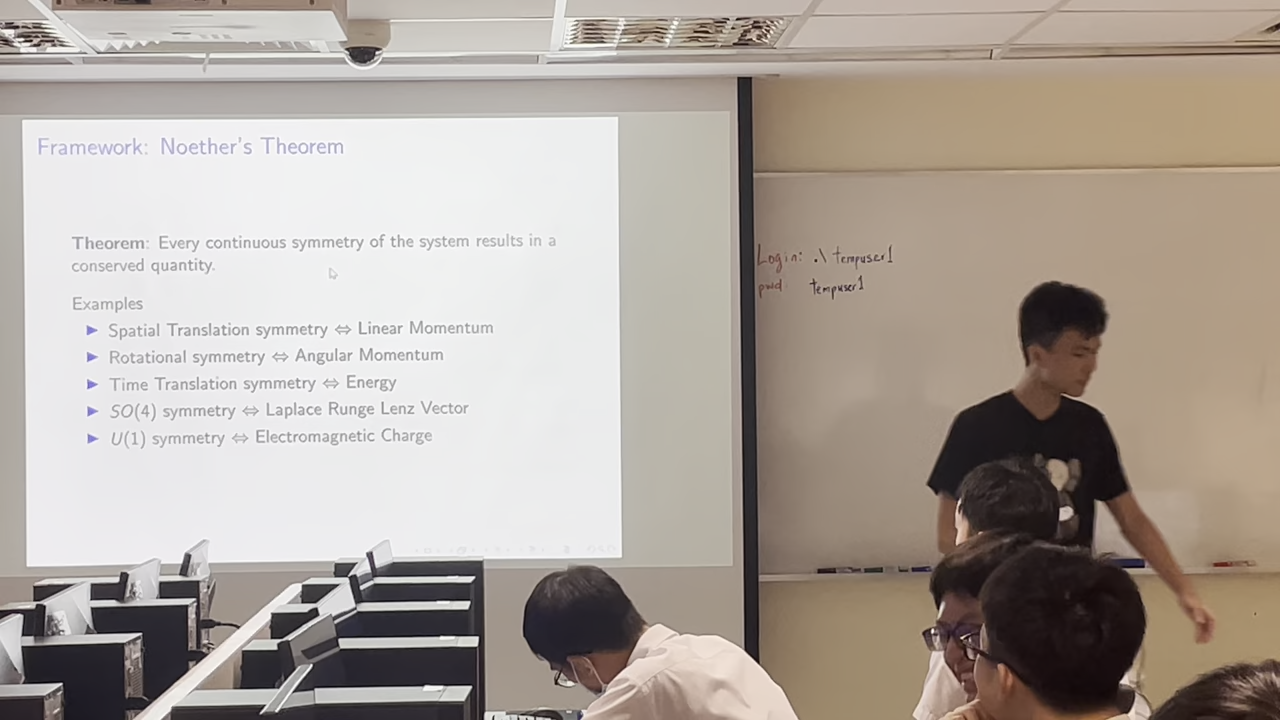 Framework: Noether's Theorem
Theorem: Every continuous symmetry of the system results in a
conserved quantity.
Examples
▶ Spatial Translation symmetry ⇔ Linear Momentum
▶ Rotational symmetry ⇔ Angular Momentum
▶ Time Translation symmetry ⇔ Energy
▶ SO(4) symmetry ⇔ Laplace Runge Lenz Vector
▶ U(1) symmetry ⇔ Electromagnetic Charge
Login: .\ tempuser1
pwd: tempuser1